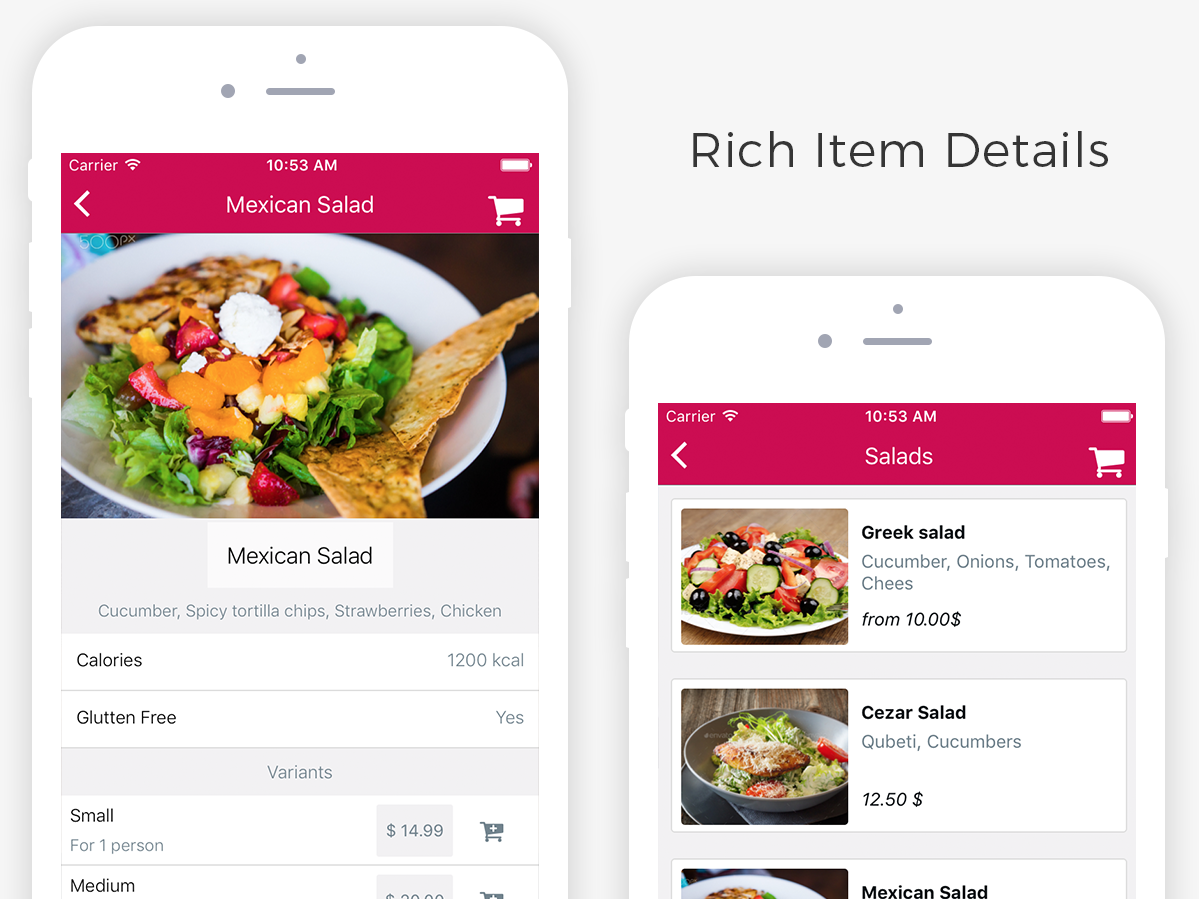 Rich Item Details
Carrier 10:53 AM
Mexican Salad
500px
Mexican Salad
Cucumber, Spicy tortilla chips, Strawberries, Chicken
Calories 1200 kcal
Glutten Free Yes
Variants
Small
For 1 person
$ 14.99
Medium
Carrier 10:53 AM
Salads
Greek salad
Cucumber, Onions, Tomatoes,
Chees
from 10.00$
Cezar Salad
Qubeti, Cucumbers
12.50 $
Mexican Salad